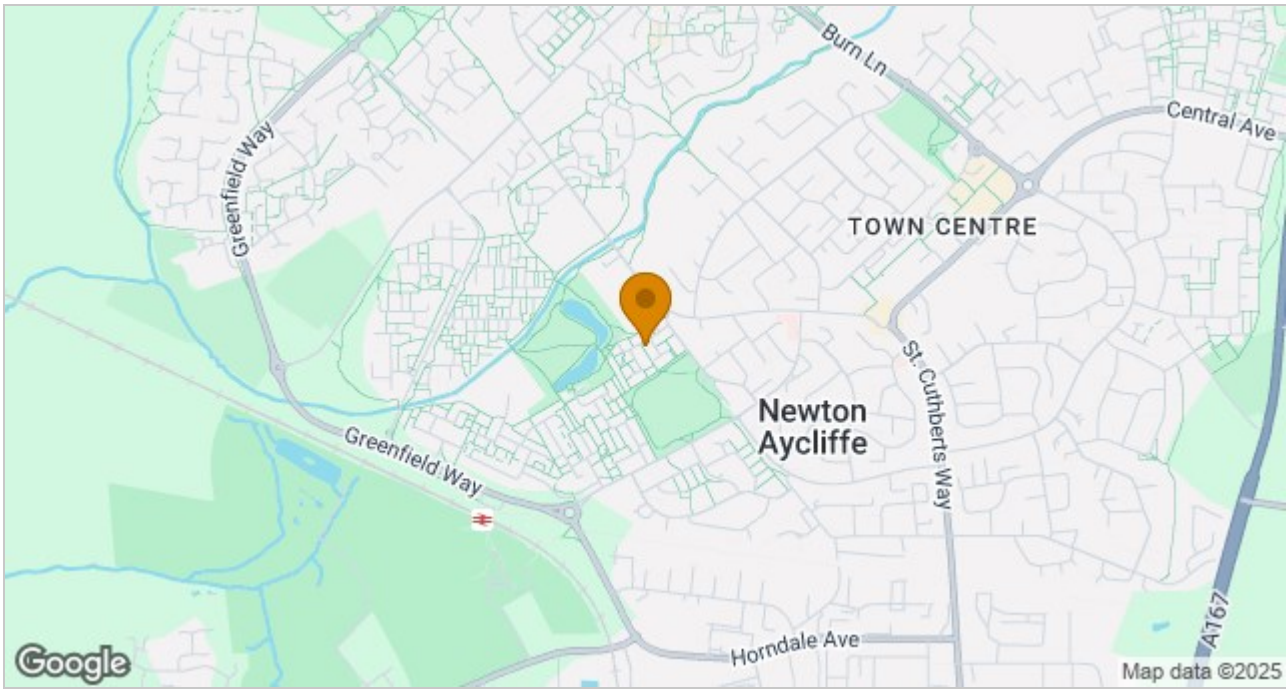 Burn Ln
Central Ave
Greenfield Way
TOWN CENTRE
Newton
Aycliffe
St. Cuthberts Way
Greenfield Way
A167
Horndale Ave
Google
Map data ©2025